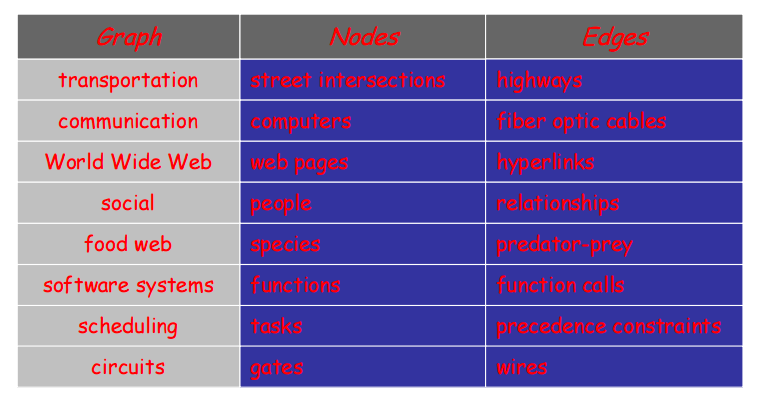 Graph Nodes Edges
transportation street intersections highways
communication computers fiber optic cables
World Wide Web web pages hyperlinks
social people relationships
food web species predator-prey
software systems functions function calls
scheduling tasks precedence constraints
circuits gates wires